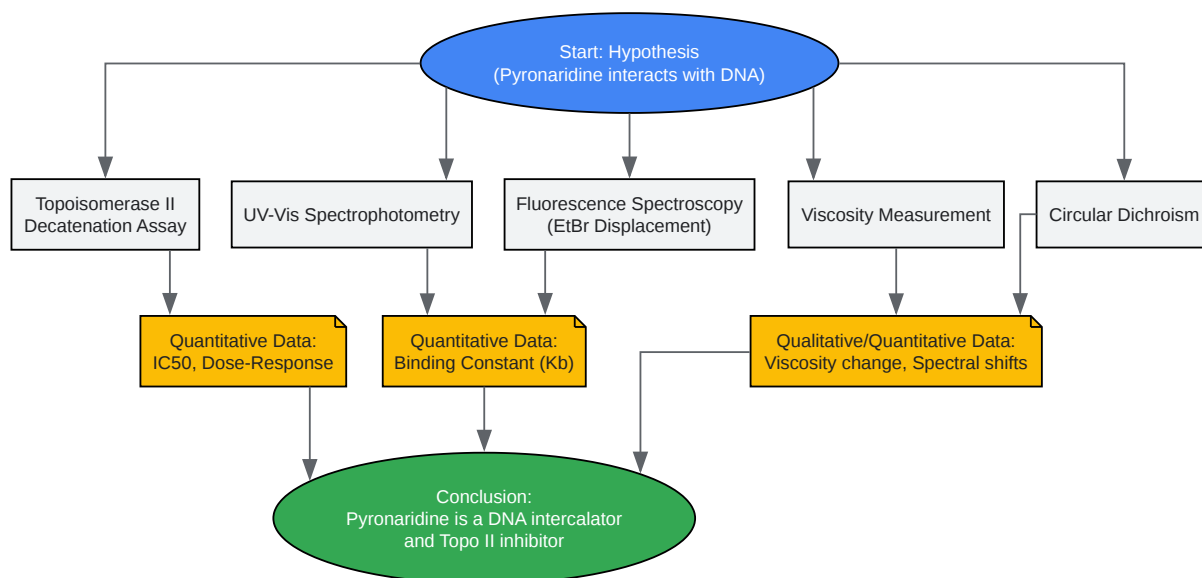 Start: Hypothesis
(Pyronaridine interacts with DNA)
Topoisomerase II
Decatenation Assay
UV-Vis Spectrophotometry
Fluorescence Spectroscopy
(EtBr Displacement)
Viscosity Measurement
Circular Dichroism
Quantitative Data:
IC50, Dose-Response
Quantitative Data:
Binding Constant (Kb)
Qualitative/Quantitative Data:
Viscosity change, Spectral shifts
Conclusion:
Pyronaridine is a DNA intercalator
and Topo II inhibitor